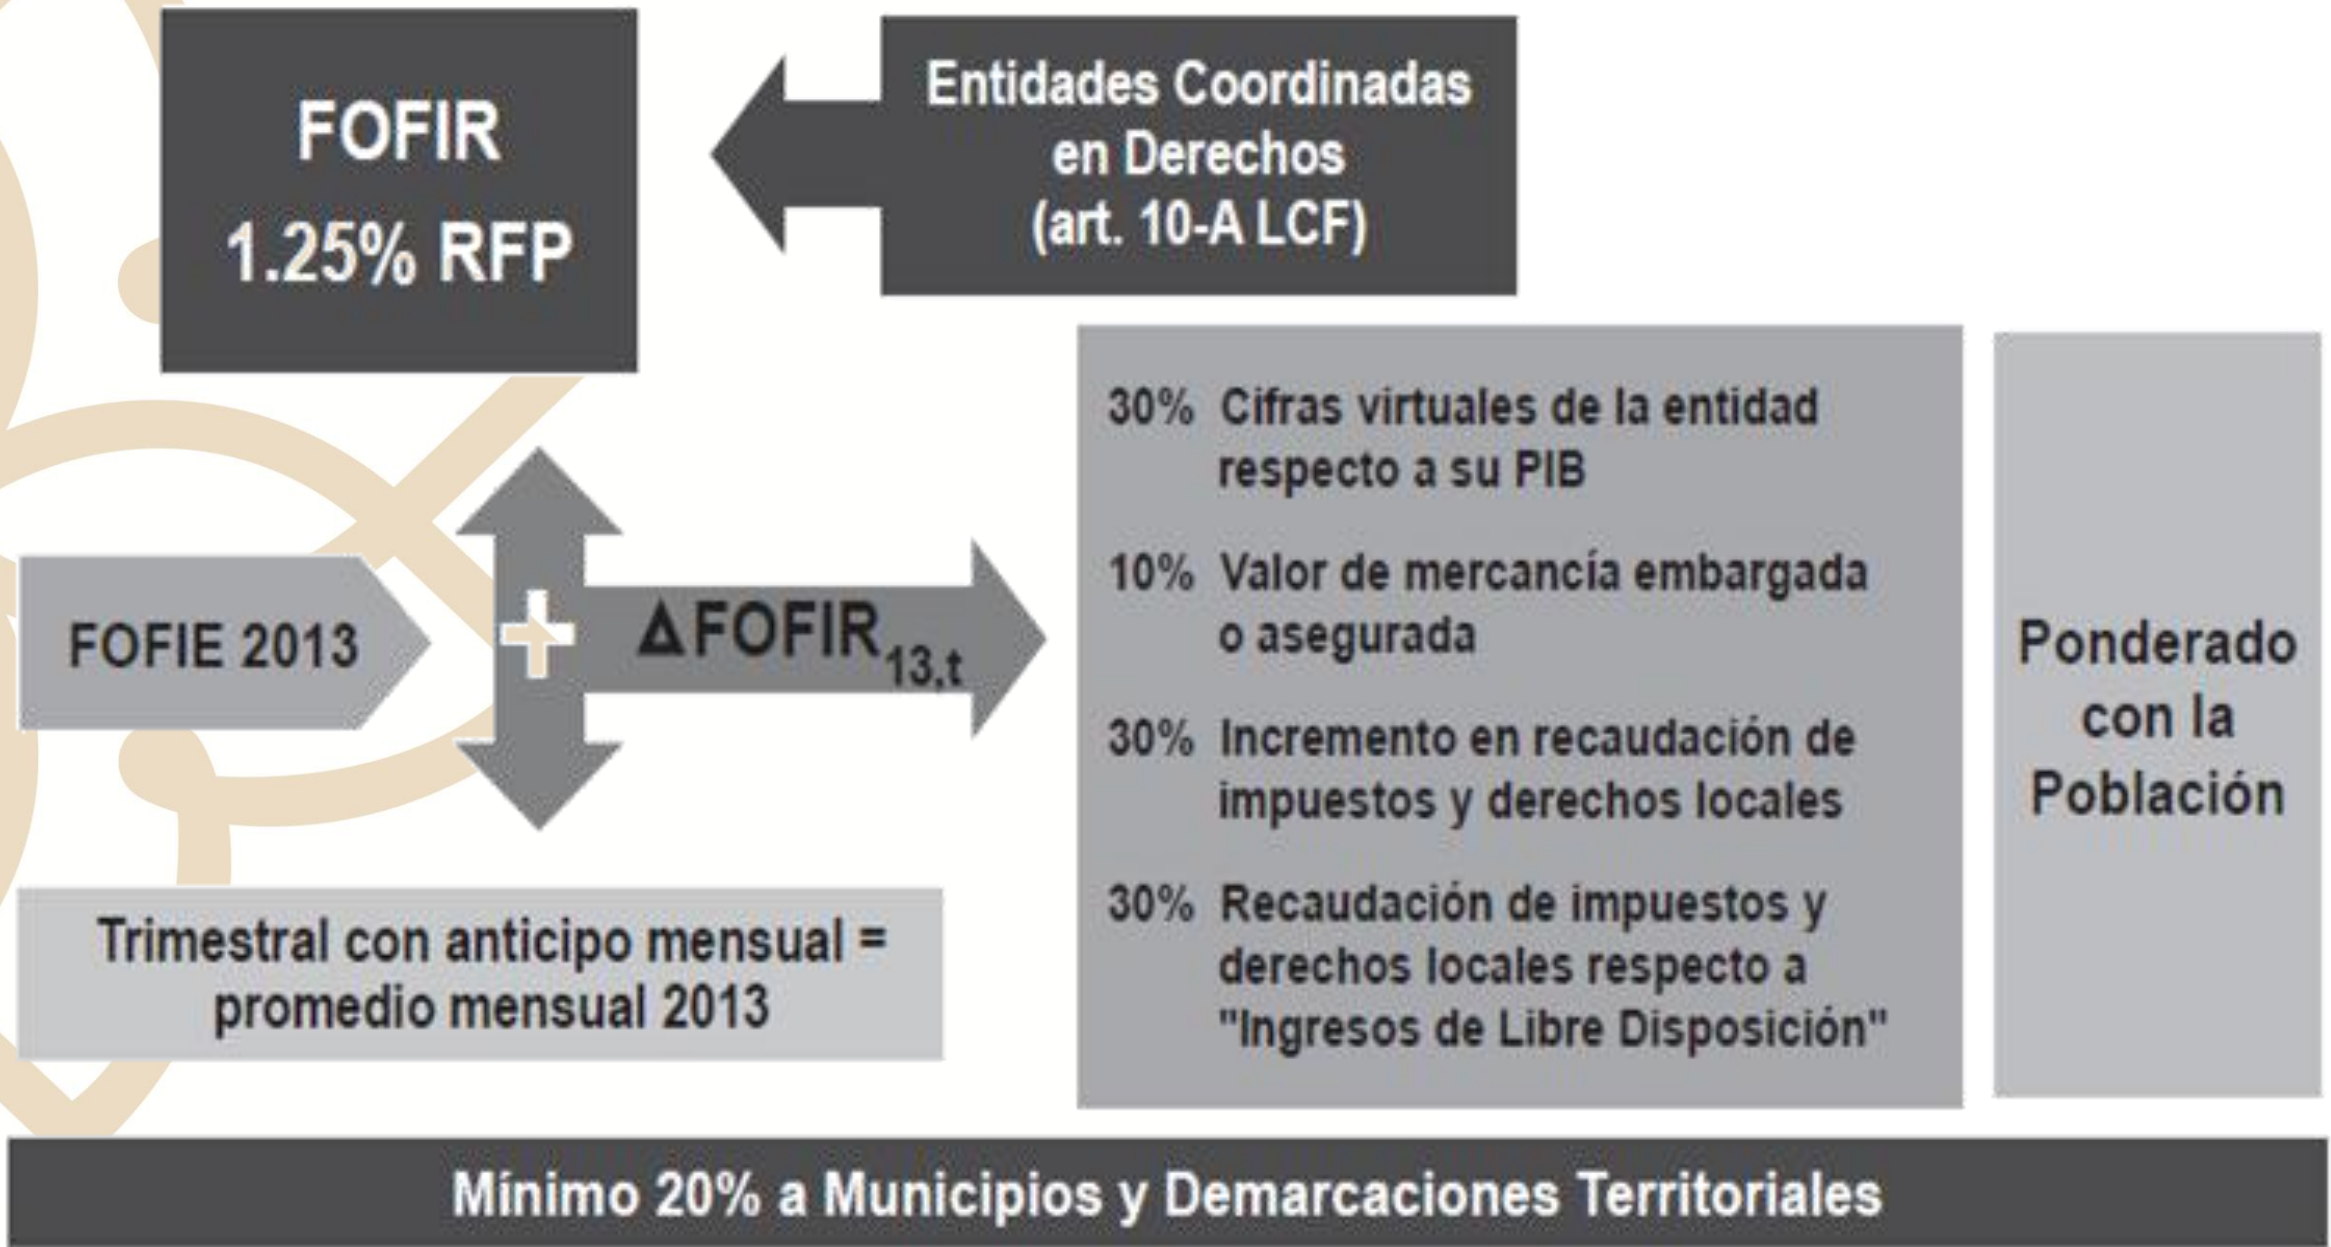 FOFIR
1.25% RFP
Entidades Coordinadas
en Derechos
(art. 10-A LCF)
FOFIE 2013
+
ΔFOFIR13,t
30% Cifras virtuales de la entidad
respecto a su PIB
10% Valor de mercancía embargada
o asegurada
30% Incremento en recaudación de
impuestos y derechos locales
30% Recaudación de impuestos y
derechos locales respecto a
"Ingresos de Libre Disposición"
Ponderado
con la
Población
Trimestral con anticipo mensual =
promedio mensual 2013
Mínimo 20% a Municipios y Demarcaciones Territoriales